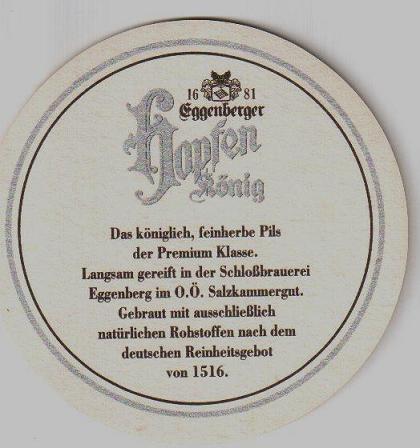 16 81
Eggenberger
Hopfen
König
Das königlich, feinherbe Pils
der Premium Klasse.
Langsam gereift in der Schloßbrauerei
Eggenberg im O.Ö. Salzkammergut.
Gebraut mit ausschließlich
natürlichen Rohstoffen nach dem
deutschen Reinheitsgebot
von 1516.